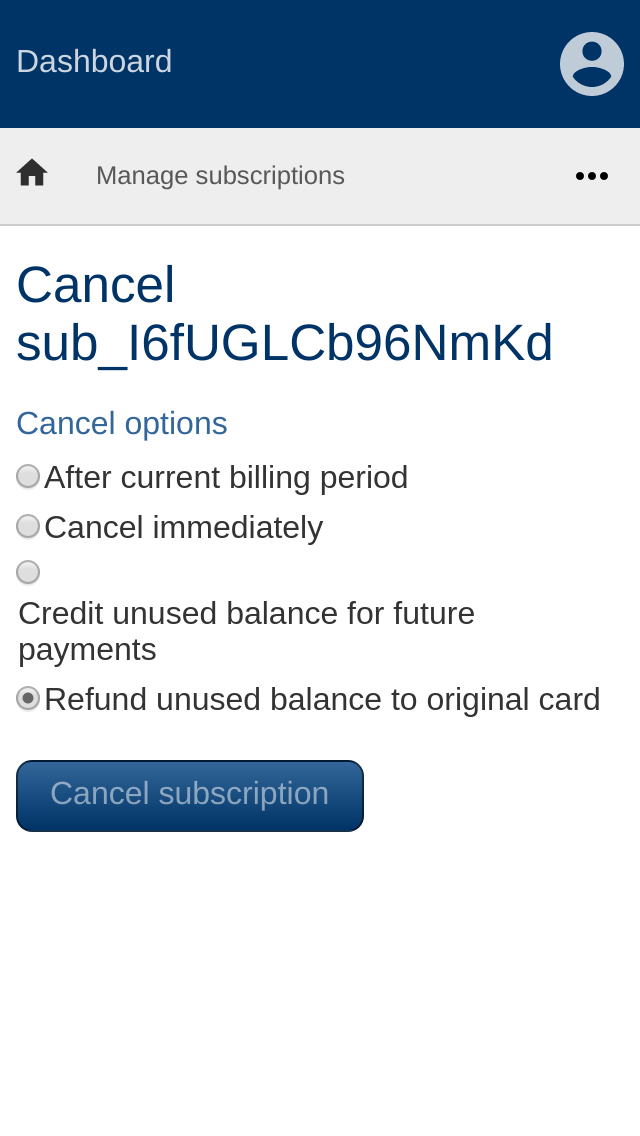 Dashboard
Manage subscriptions
Cancel
sub_I6fUGLCb96NmKd
Cancel options
After current billing period
Cancel immediately
Credit unused balance for future
payments
Refund unused balance to original card
Cancel subscription